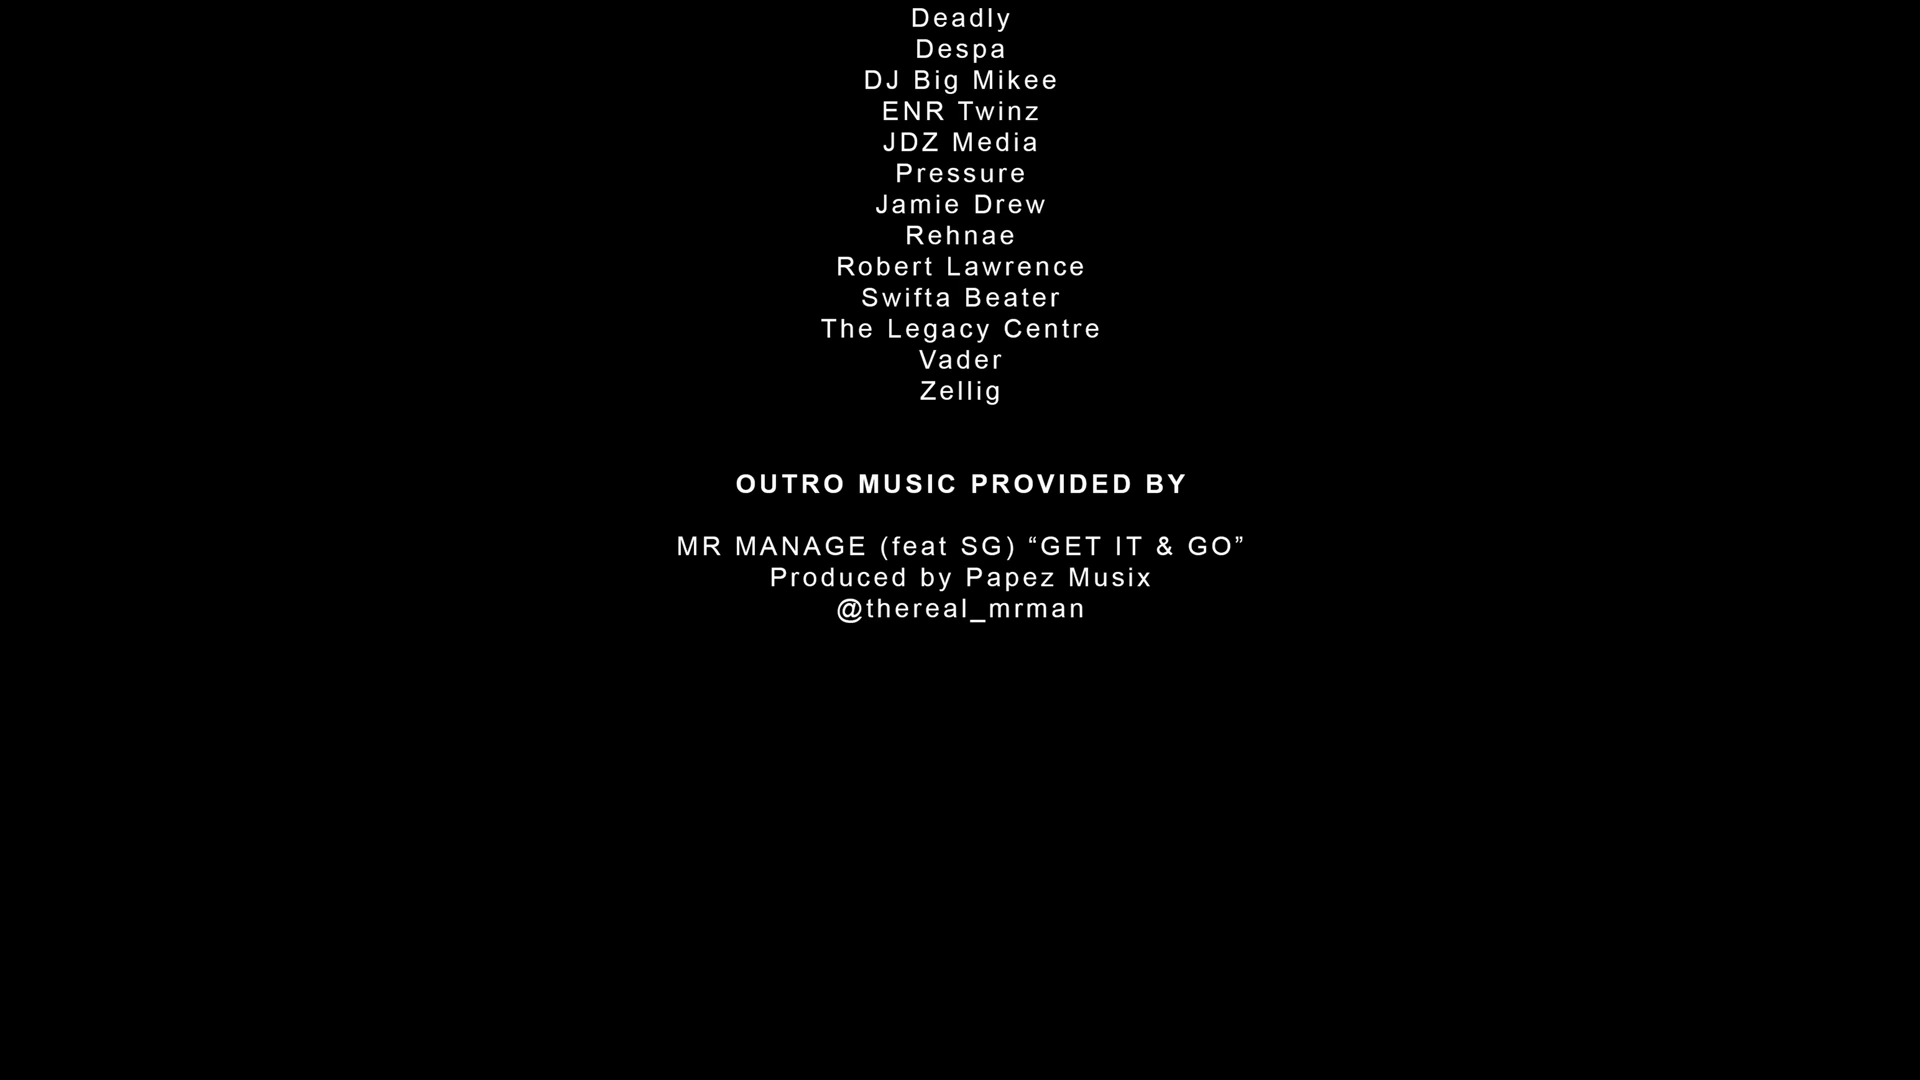 Deadly
Despa
DJ Big Mikee
ENR Twinz
JDZ Media
Pressure
Jamie Drew
Rehnae
Robert Lawrence
Swifta Beater
The Legacy Centre
Vader
Zellig
OUTRO MUSIC PROVIDED BY
MR MANAGE (feat SG) “GET IT & GO”
Produced by Papez Musix
@thereal_mrman